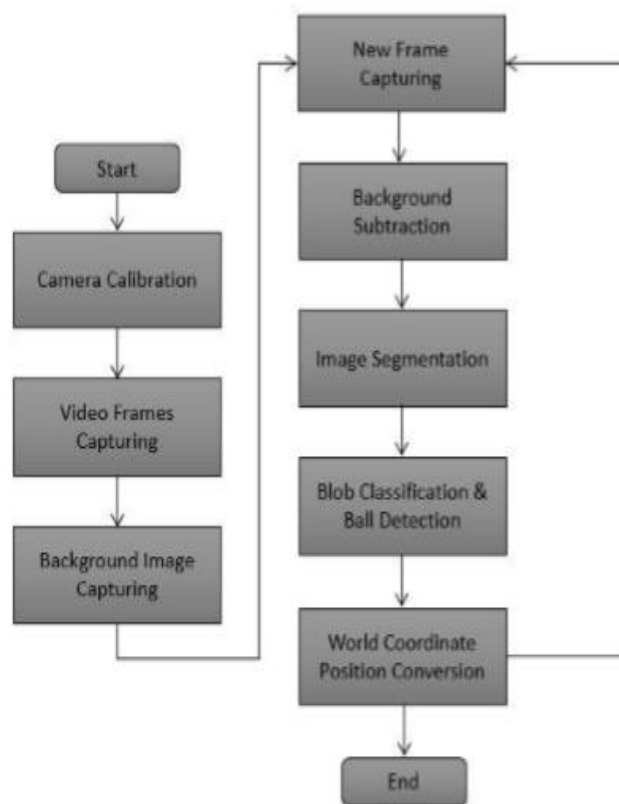 Start
Camera Calibration
Video Frames
Capturing
Background Image
Capturing
New Frame
Capturing
Background
Subtraction
Image Segmentation
Blob Classification &
Ball Detection
World Coordinate
Position Conversion
End